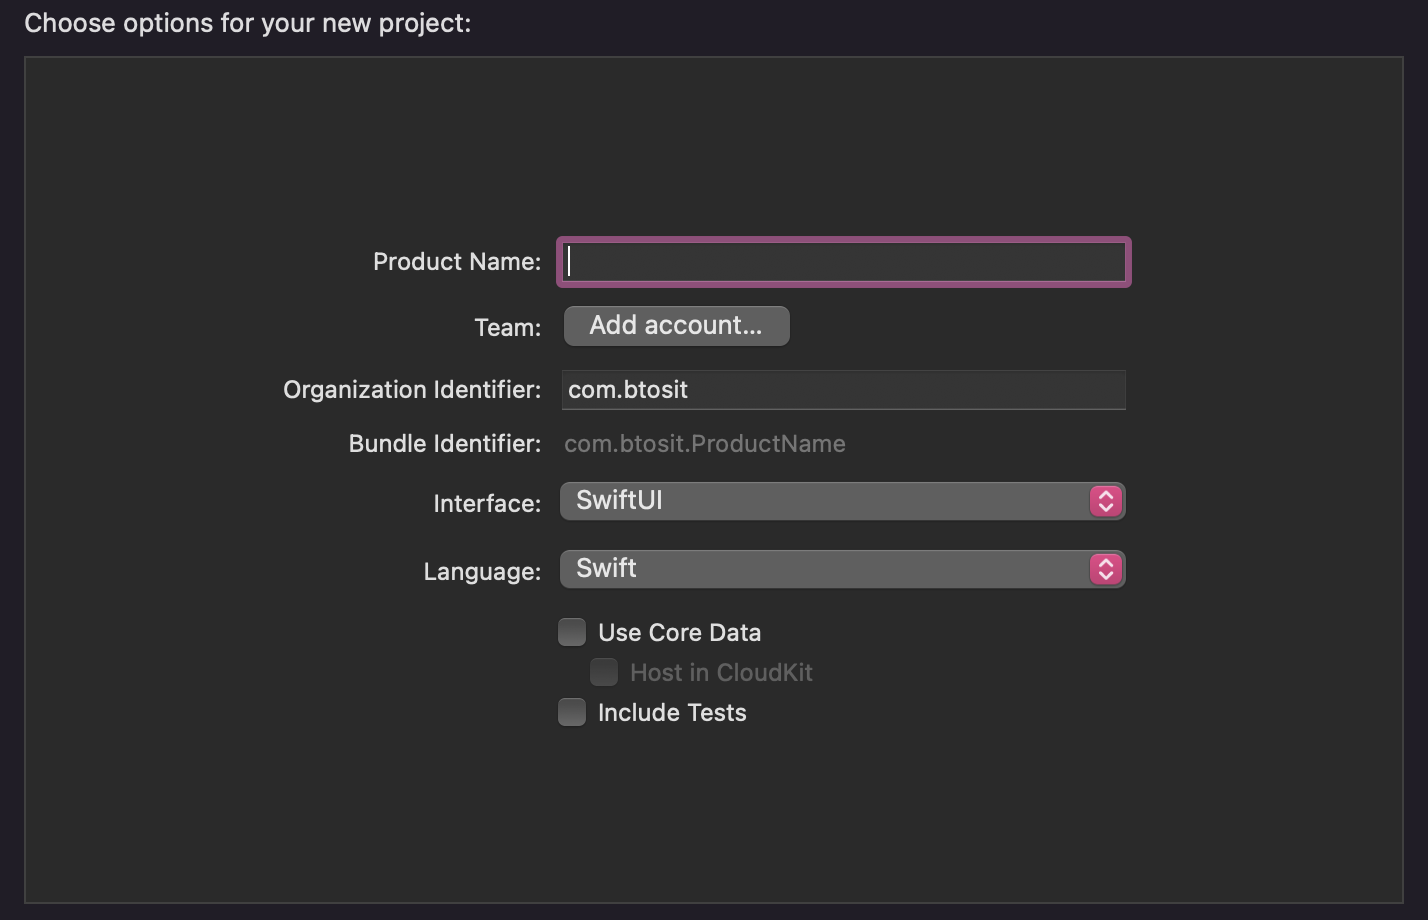 Choose options for your new project:
Product Name:
Team: Add account...
Organization Identifier: com.btosit
Bundle Identifier: com.btosit.ProductName
Interface: SwiftUI
Language: Swift
Use Core Data
Host in CloudKit
Include Tests